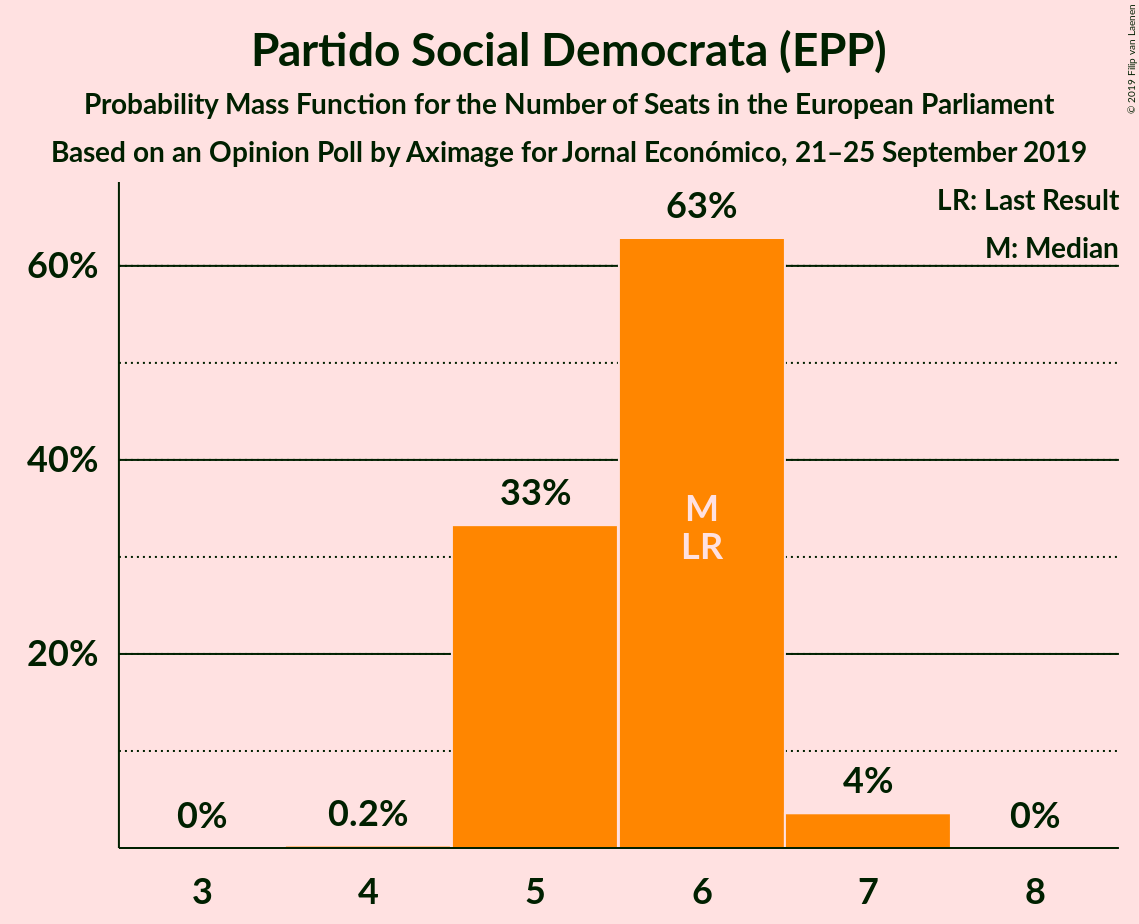 Partido Social Democrata (EPP)
Probability Mass Function for the Number of Seats in the European Parliament
Based on an Opinion Poll by Aximage for Jornal Económico, 21–25 September 2019
© 2019 Filip van Laenen
LR: Last Result
M: Median
60%
40%
20%
0%
0.2%
33%
63%
4%
0%
M
LR
3
4
5
6
7
8